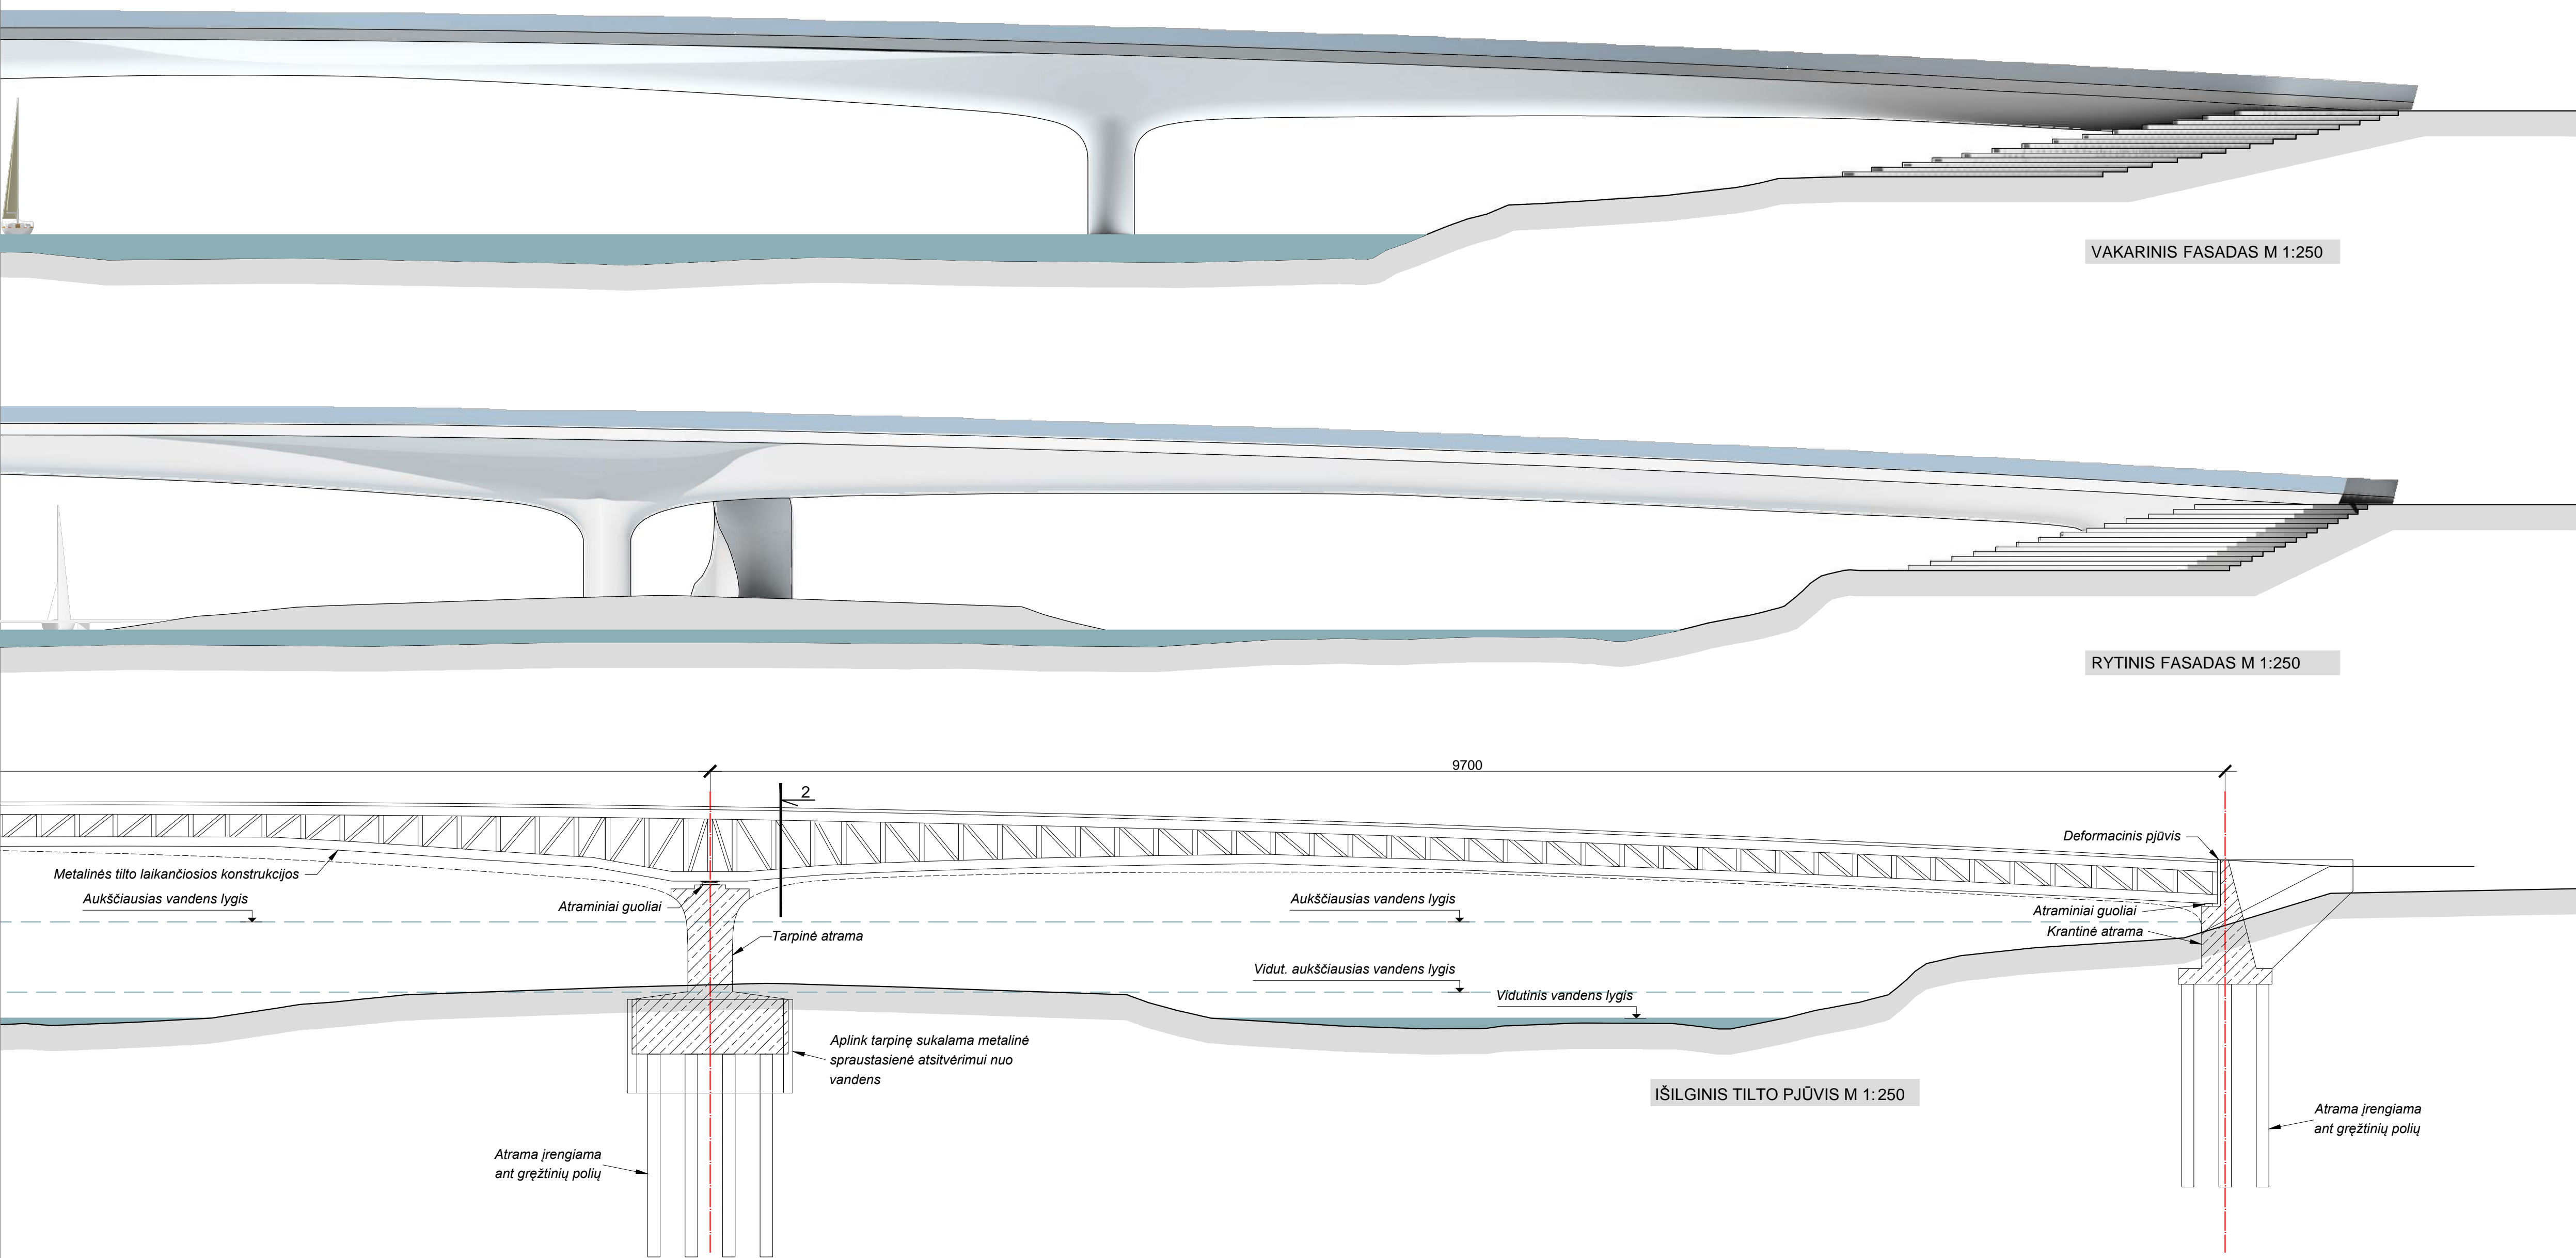 VAKARINIS FASADAS M 1:250
RYTINIS FASADAS M 1:250
9700
2
Deformacinis pjūvis
Metalinės tilto laikančiosios konstrukcijos
Aukščiausias vandens lygis
Atraminiai guoliai
Aukščiausias vandens lygis
Atraminiai guoliai
Tarpinė atrama
Krantinė atrama
Vidut. aukščiausias vandens lygis
Vidutinis vandens lygis
Aplink tarpinę sukalama metalinė
spraustasienė atsitvėrimui nuo
vandens
IŠILGINIS TILTO PJŪVIS M 1:250
Atrama įrengiama
ant gręžtinių polių
Atrama įrengiama
ant gręžtinių polių